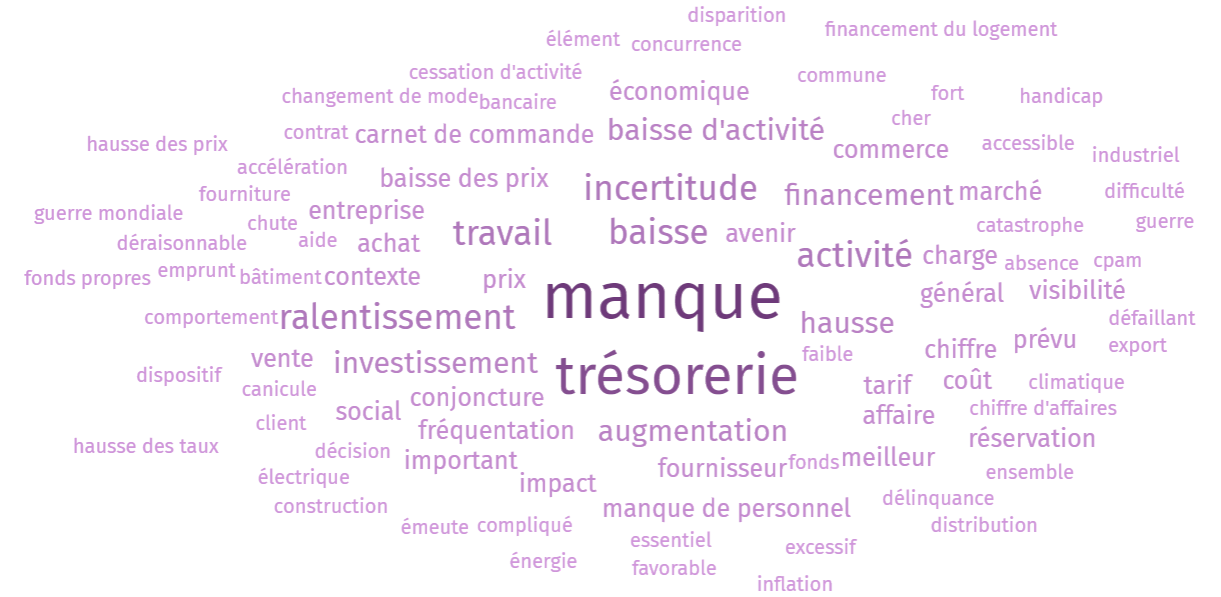 disparition
financement du logement
élément
concurrence
cessation d'activité
commune
changement de mode
bancaire
économique
fort
handicap
cher
contrat
carnet de commande
baisse d'activité
hausse des prix
commerce
accessible
industriel
accélération
baisse des prix
incertitude
financement
marché
difficulté
fourniture
guerre mondiale
chute
entreprise
travail
baisse
avenir
catastrophe
guerre
déraisonnable
aide
achat
activité
charge
absence
cpam
fonds propres
emprunt
bâtiment
contexte
prix
manque
général
visibilité
comportement
ralentissement
hausse
défaillant
vente
investissement
trésorerie
faible
chiffre
prévu
export
dispositif
canicule
conjoncture
tarif
coût
climatique
client
social
affaire
chiffre d'affaires
hausse des taux
fréquentation
augmentation
réservation
décision
important
fournisseur
fonds
meilleur
ensemble
électrique
impact
construction
manque de personnel
délinquance
émeute
compliqué
distribution
énergie
essentiel
excessif
favorable
inflation